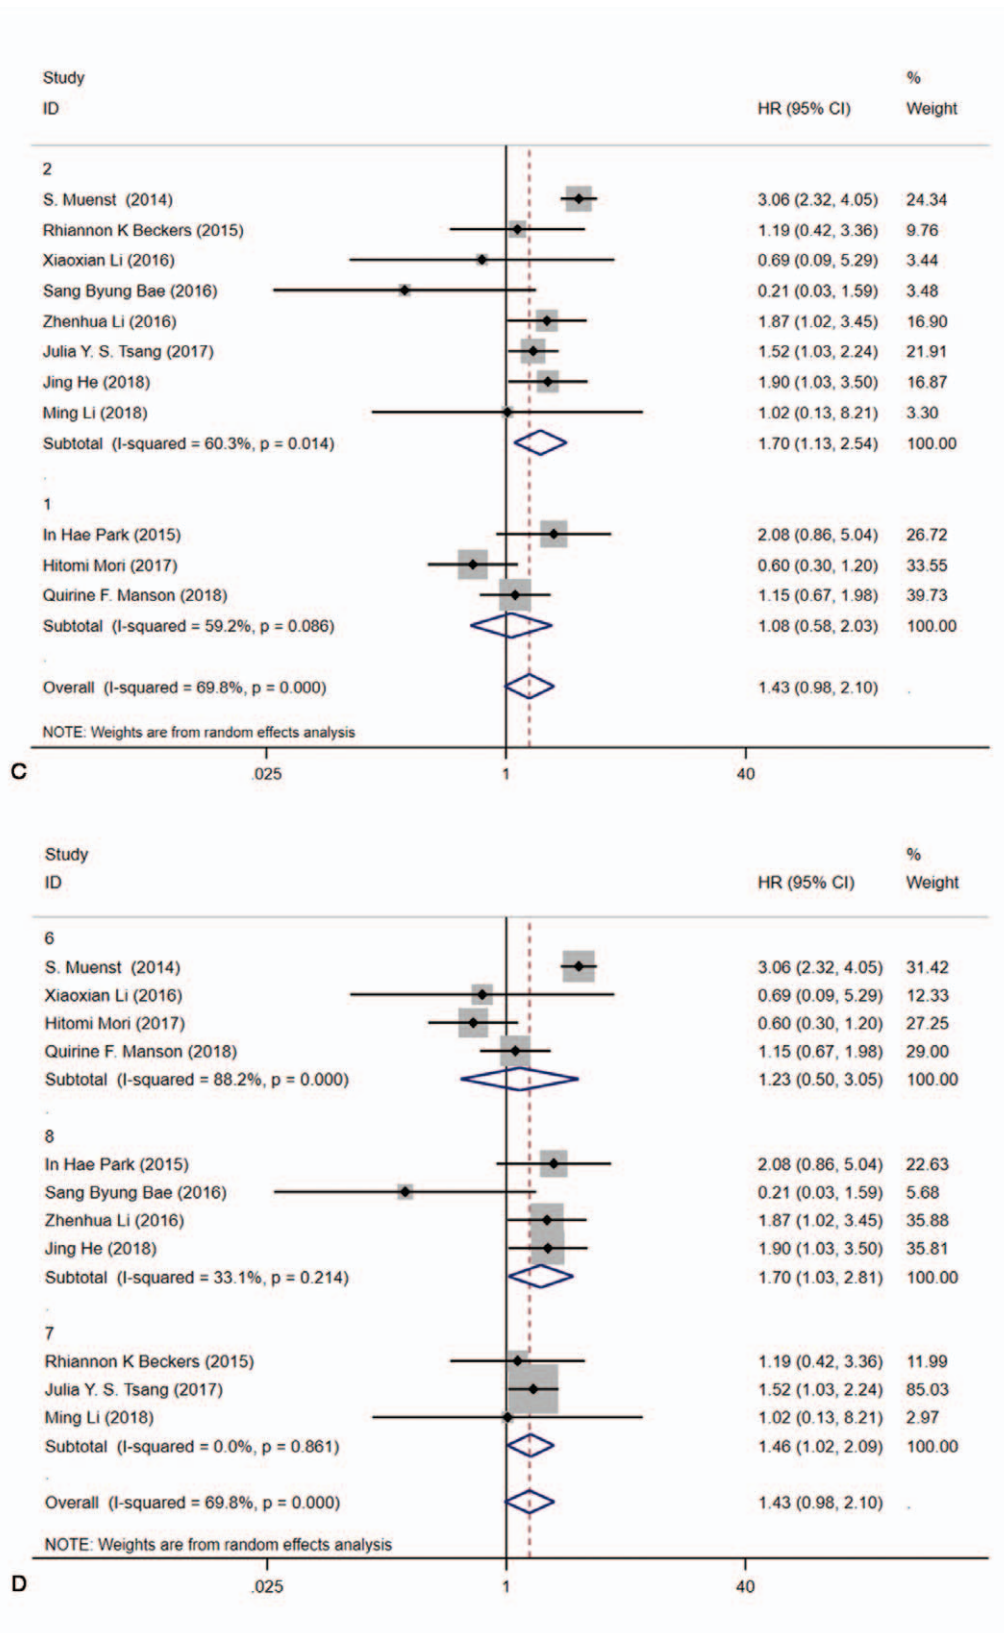 Study %
ID HR (95% CI) Weight
2
S. Muenst (2014) 3.06 (2.32, 4.05) 24.34
Rhiannon K Beckers (2015) 1.19 (0.42, 3.36) 9.76
Xiaoxian Li (2016) 0.69 (0.09, 5.29) 3.44
Sang Byung Bae (2016) 0.21 (0.03, 1.59) 3.48
Zhenhua Li (2016) 1.87 (1.02, 3.45) 16.90
Julia Y. S. Tsang (2017) 1.52 (1.03, 2.24) 21.91
Jing He (2018) 1.90 (1.03, 3.50) 16.87
Ming Li (2018) 1.02 (0.13, 8.21) 3.30
Subtotal (I-squared = 60.3%, p = 0.014) 1.70 (1.13, 2.54) 100.00
.
1
In Hae Park (2015) 2.08 (0.86, 5.04) 26.72
Hitomi Mori (2017) 0.60 (0.30, 1.20) 33.55
Quirine F. Manson (2018) 1.15 (0.67, 1.98) 39.73
Subtotal (I-squared = 59.2%, p = 0.086) 1.08 (0.58, 2.03) 100.00
.
Overall (I-squared = 69.8%, p = 0.000) 1.43 (0.98, 2.10) .
NOTE: Weights are from random effects analysis
C
.025 1 40
Study %
ID HR (95% CI) Weight
6
S. Muenst (2014) 3.06 (2.32, 4.05) 31.42
Xiaoxian Li (2016) 0.69 (0.09, 5.29) 12.33
Hitomi Mori (2017) 0.60 (0.30, 1.20) 27.25
Quirine F. Manson (2018) 1.15 (0.67, 1.98) 29.00
Subtotal (I-squared = 88.2%, p = 0.000) 1.23 (0.50, 3.05) 100.00
.
8
In Hae Park (2015) 2.08 (0.86, 5.04) 22.63
Sang Byung Bae (2016) 0.21 (0.03, 1.59) 5.68
Zhenhua Li (2016) 1.87 (1.02, 3.45) 35.88
Jing He (2018) 1.90 (1.03, 3.50) 35.81
Subtotal (I-squared = 33.1%, p = 0.214) 1.70 (1.03, 2.81) 100.00
.
7
Rhiannon K Beckers (2015) 1.19 (0.42, 3.36) 11.99
Julia Y. S. Tsang (2017) 1.52 (1.03, 2.24) 85.03
Ming Li (2018) 1.02 (0.13, 8.21) 2.97
Subtotal (I-squared = 0.0%, p = 0.861) 1.46 (1.02, 2.09) 100.00
.
Overall (I-squared = 69.8%, p = 0.000) 1.43 (0.98, 2.10) .
NOTE: Weights are from random effects analysis
D
.025 1 40